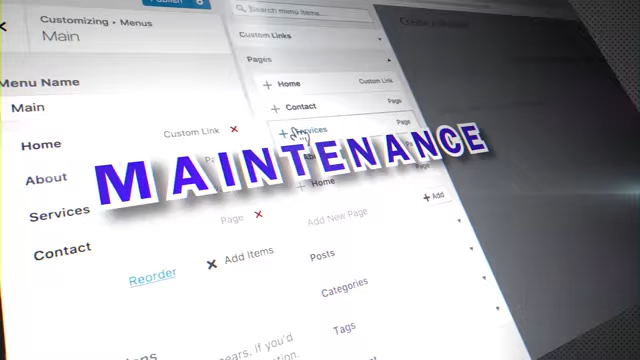 Publish
Customizing • Menus
Main
Menu Name
Main
Home
Custom Link
About
Services
Page
Contact
Reorder
Add Items
Search menu items...
Custom Links
Pages
Home
Custom Link
Contact
Page
Services
Page
Home
Add
Add New Page
Posts
Categories
Tags
MAINTENANCE